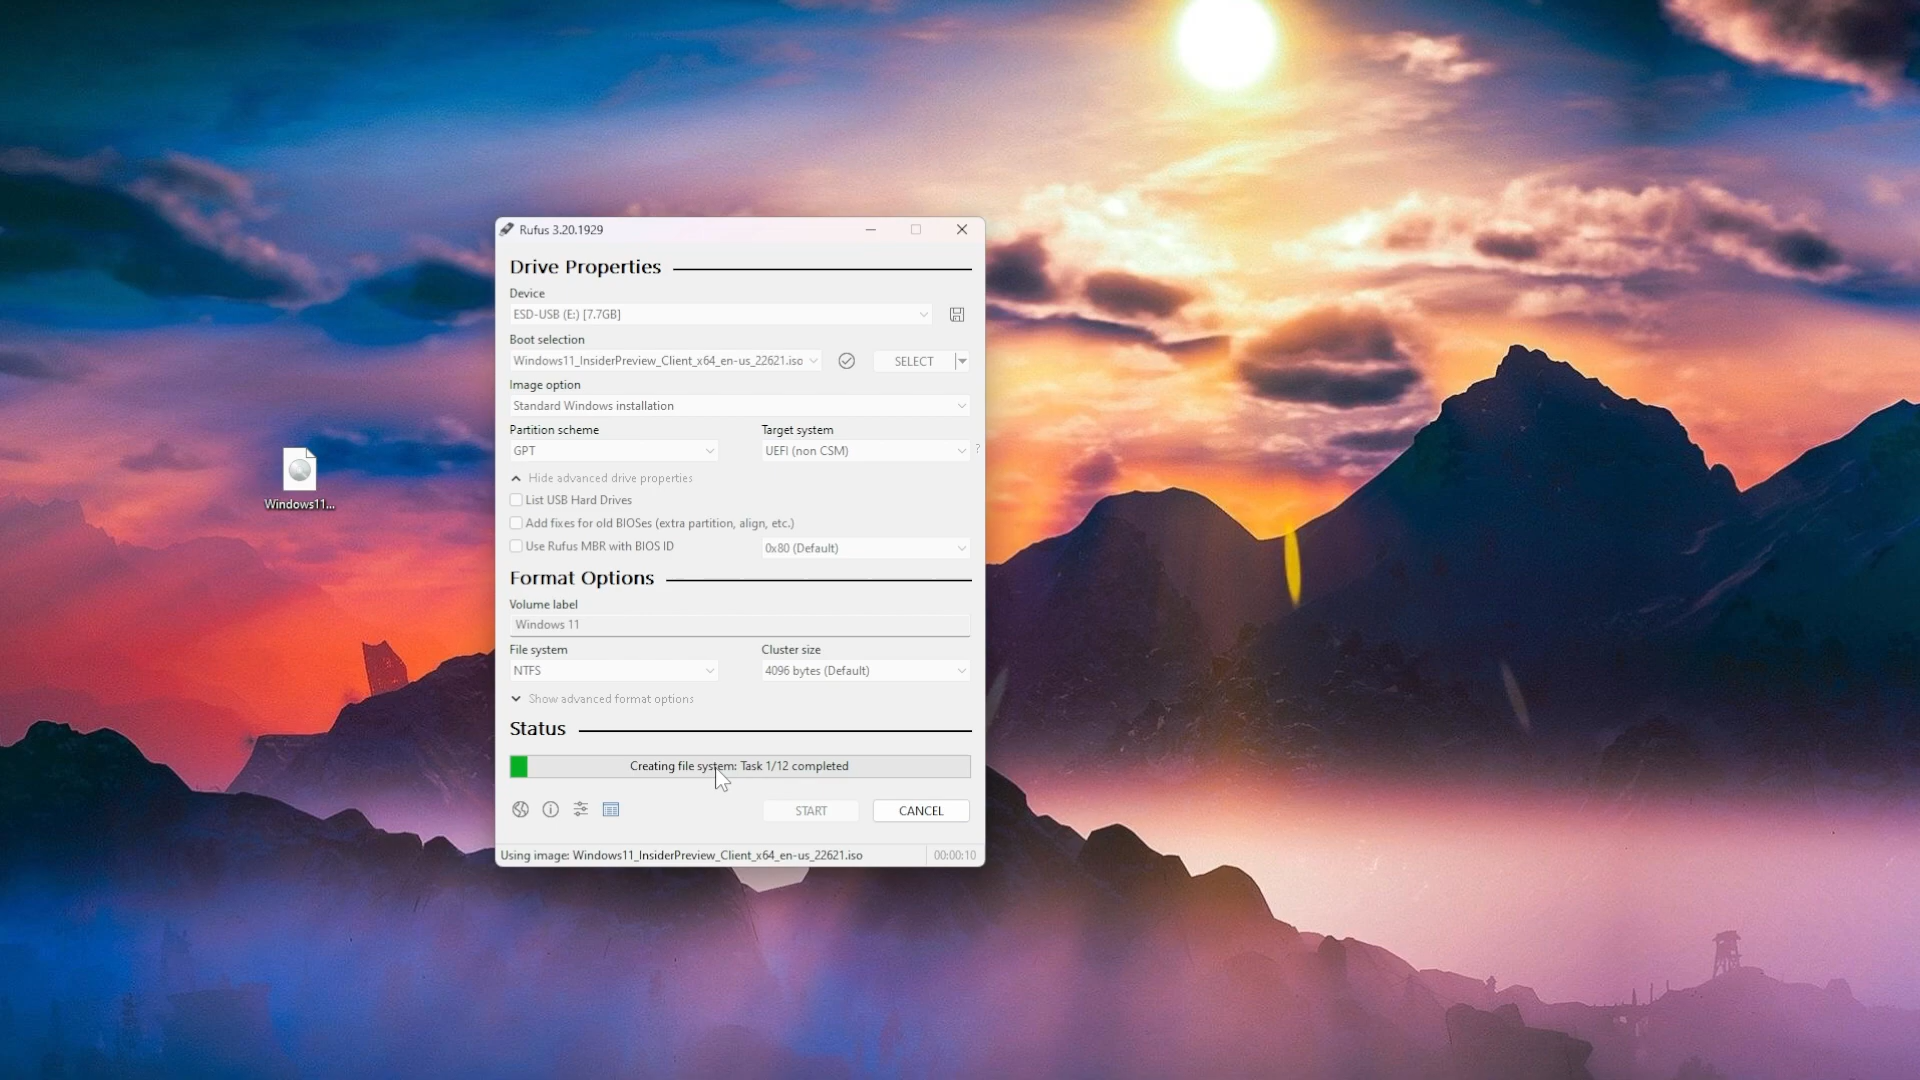 Rufus 3.20.1929
Drive Properties
Device
ESD-USB (E:) [7.7GB]
Boot selection
Windows11_InsiderPreview_Client_x64_en-us_22621.iso
SELECT
Image option
Standard Windows installation
Partition scheme
Target system
GPT
UEFI (non CSM)
?
Hide advanced drive properties
List USB Hard Drives
Add fixes for old BIOSes (extra partition, align, etc.)
Use Rufus MBR with BIOS ID
0x80 (Default)
Format Options
Volume label
Windows 11
File system
Cluster size
NTFS
4096 bytes (Default)
Show advanced format options
Status
Creating file system: Task 1/12 completed
START
CANCEL
Using image: Windows11_InsiderPreview_Client_x64_en-us_22621.iso
00:00:10
Windows11...